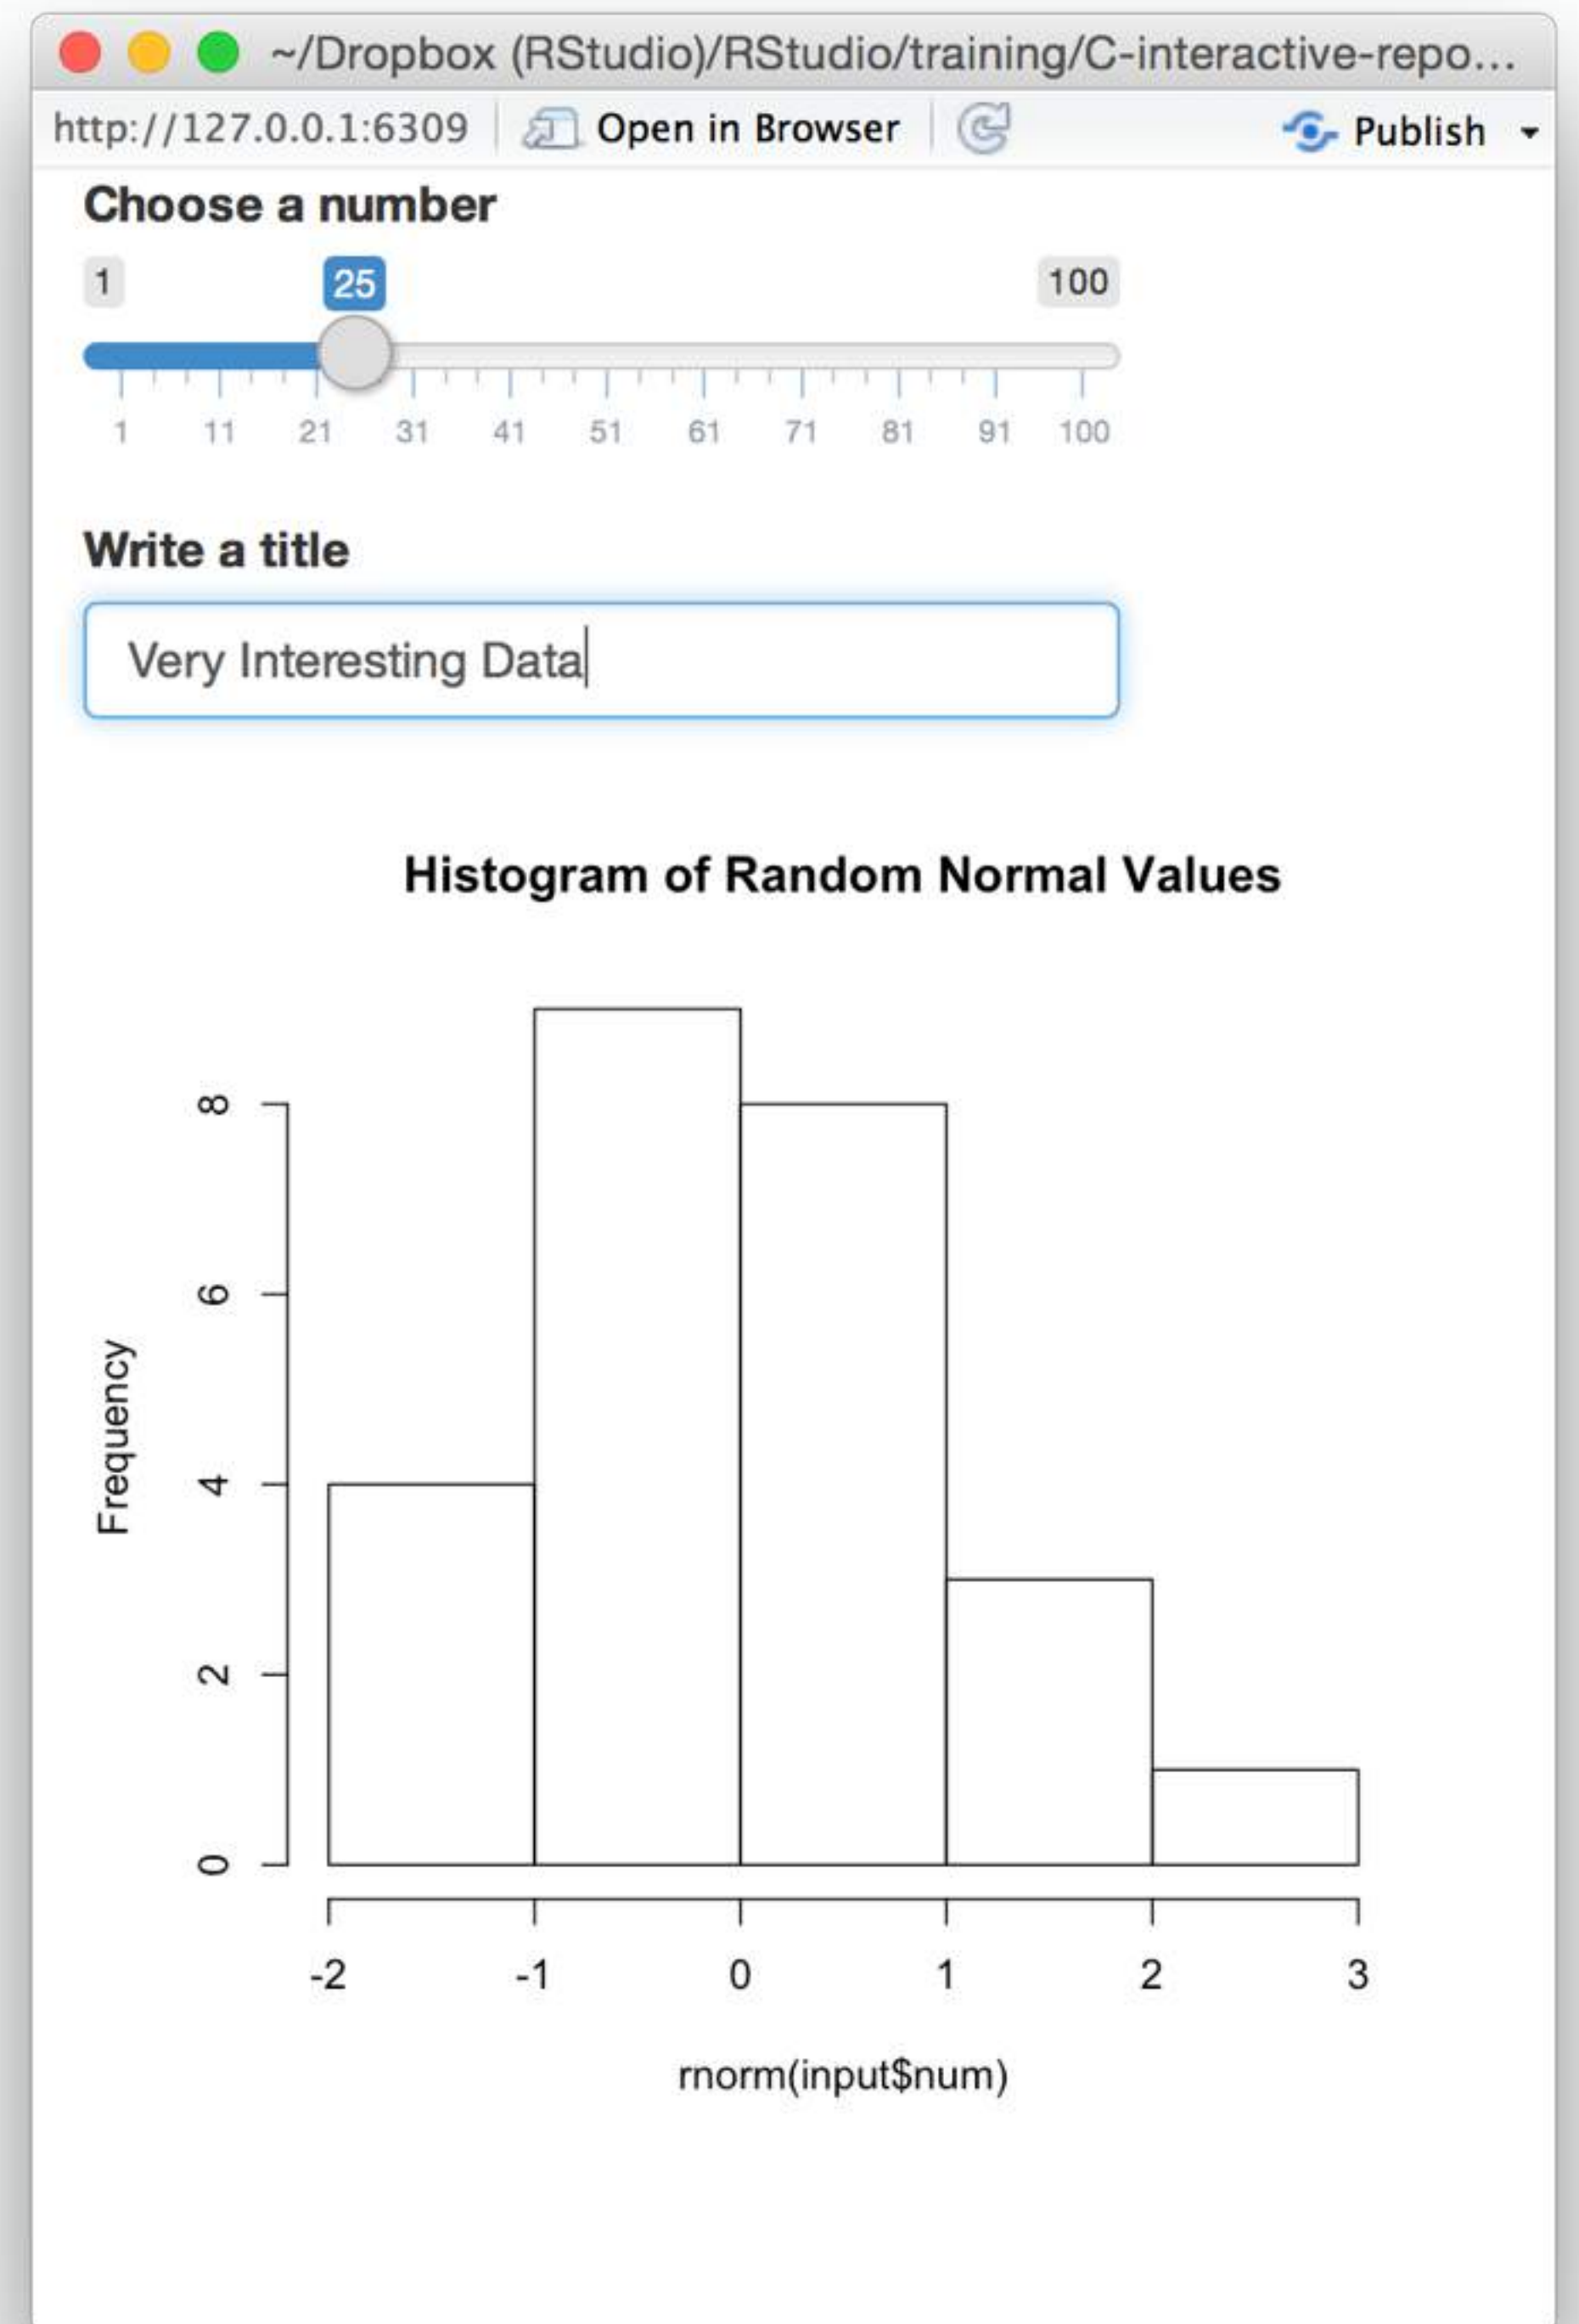 ~/Dropbox (RStudio)/RStudio/training/C-interactive-repo...
http://127.0.0.1:6309 Open in Browser Publish
Choose a number
1 25 100
1 11 21 31 41 51 61 71 81 91 100
Write a title
Very Interesting Data
Histogram of Random Normal Values
8
6
4
2
0
Frequency
-2 -1 0 1 2 3
rnorm(input$num)